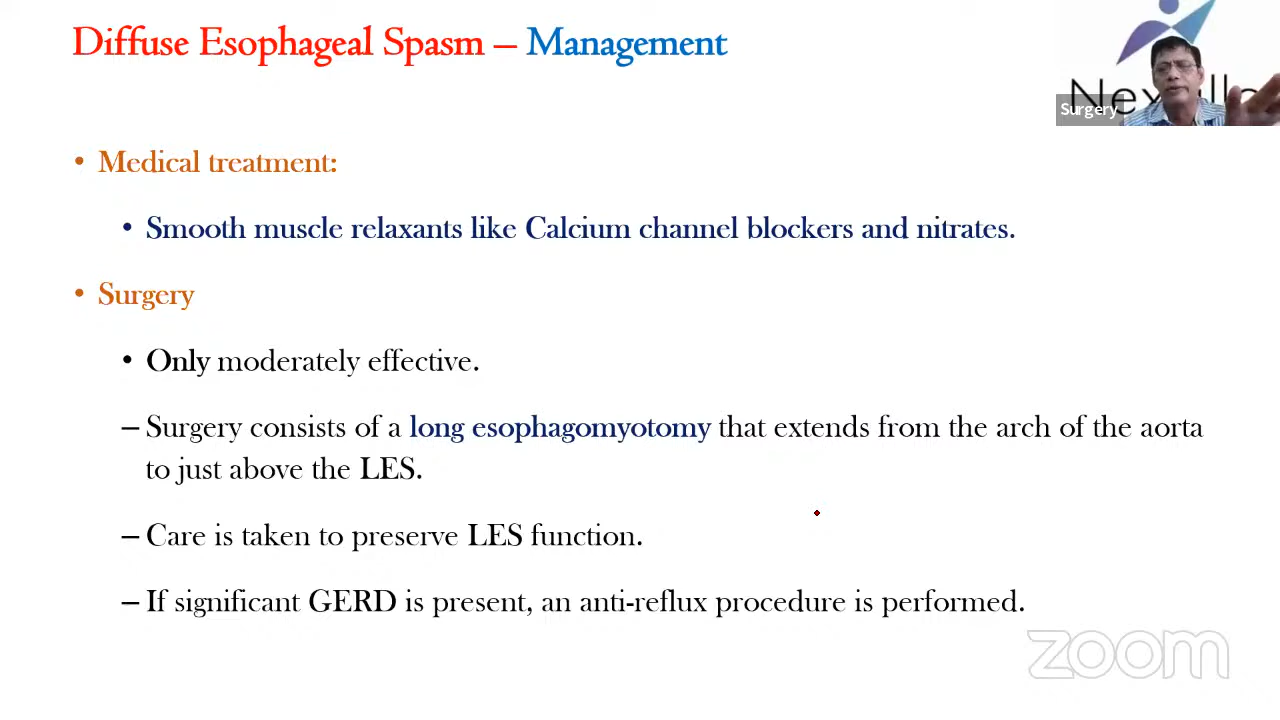 Diffuse Esophageal Spasm – Management
Surgery
• Medical treatment:
• Smooth muscle relaxants like Calcium channel blockers and nitrates.
• Surgery
• Only moderately effective.
– Surgery consists of a long esophagomyotomy that extends from the arch of the aorta
to just above the LES.
– Care is taken to preserve LES function.
– If significant GERD is present, an anti-reflux procedure is performed.
zoom